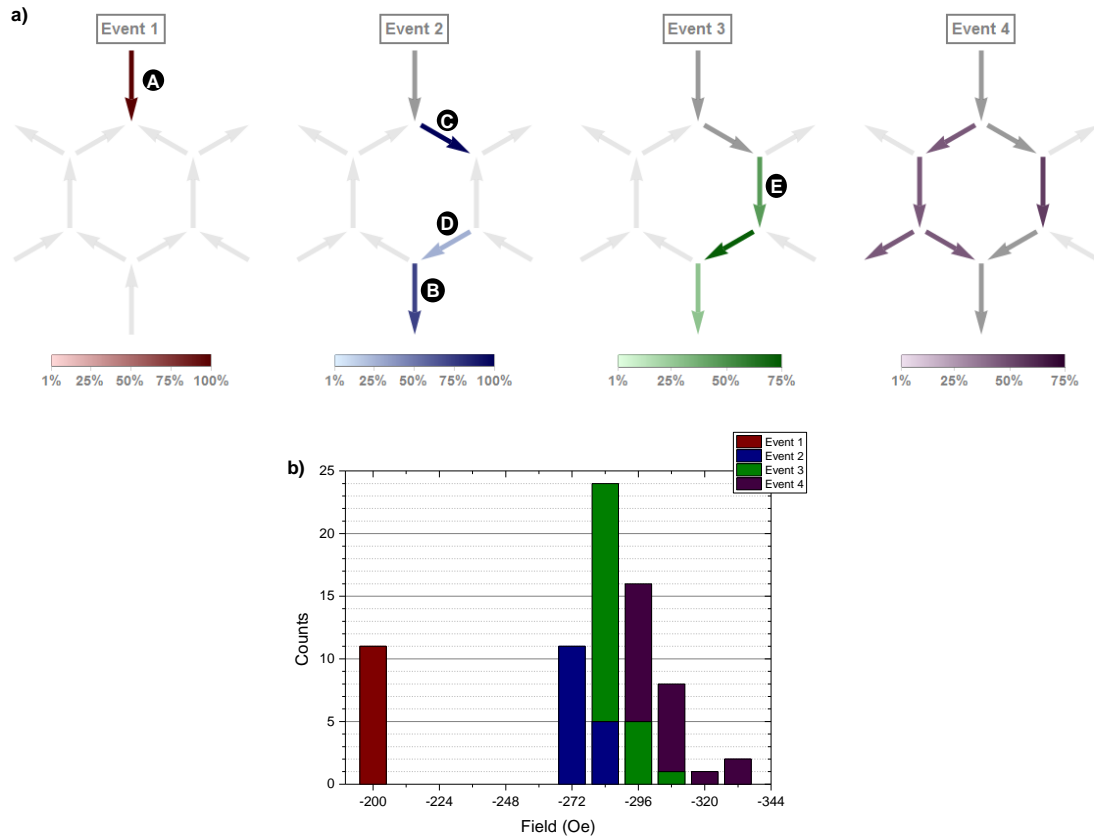 a)
Event 1
Event 2
Event 3
Event 4
A
C
D
B
E
1% 25% 50% 75% 100%
1% 25% 50% 75% 100%
1% 25% 50% 75%
1% 25% 50% 75%
b)
Event 1
Event 2
Event 3
Event 4
25
20
15
10
5
0
Counts
-200 -224 -248 -272 -296 -320 -344
Field (Oe)